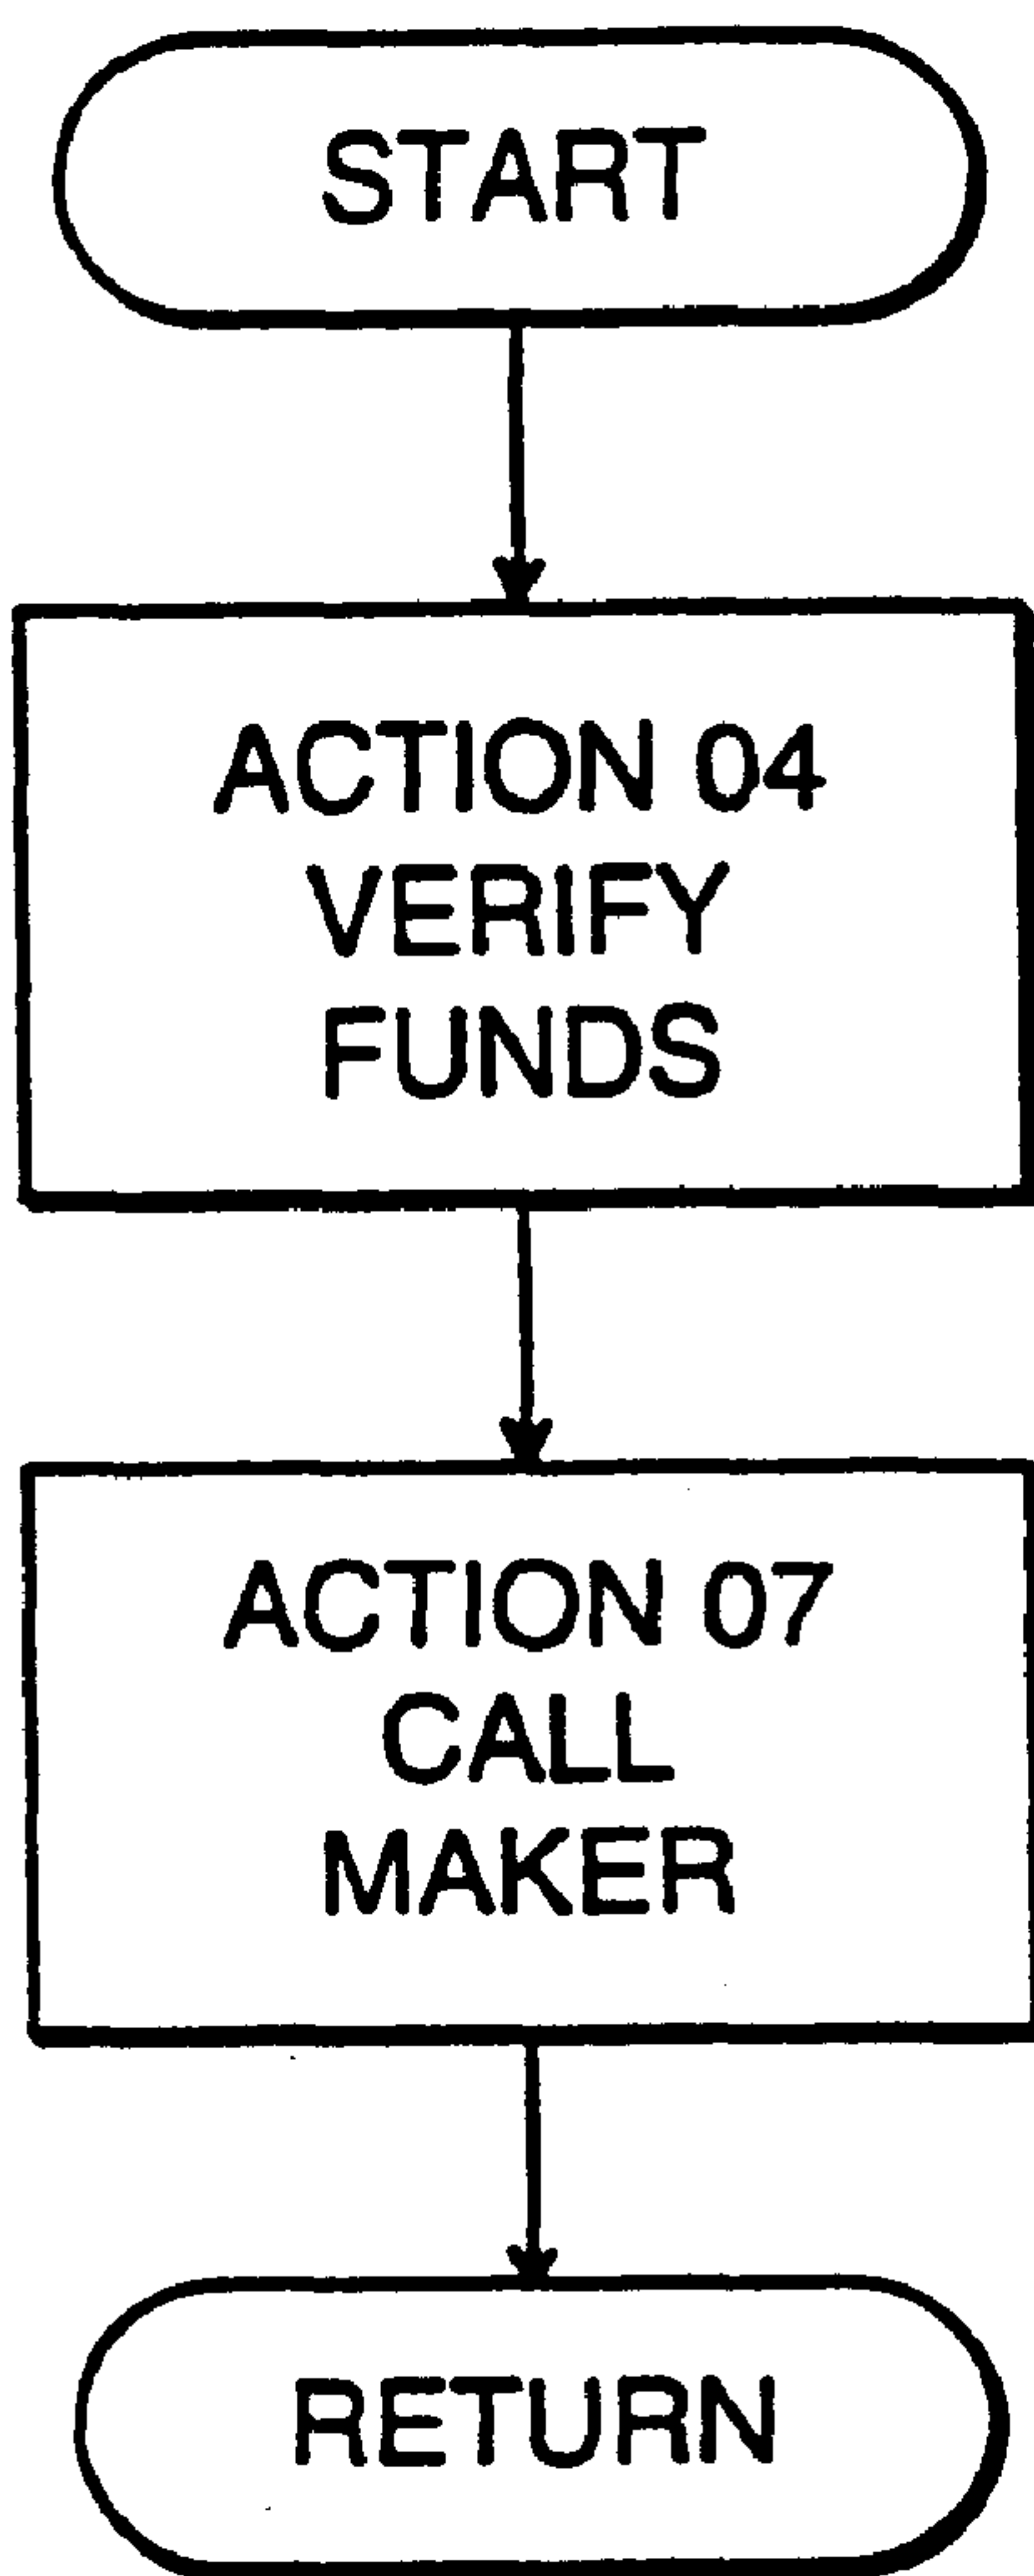 START
ACTION 04
VERIFY
FUNDS
ACTION 07
CALL
MAKER
RETURN